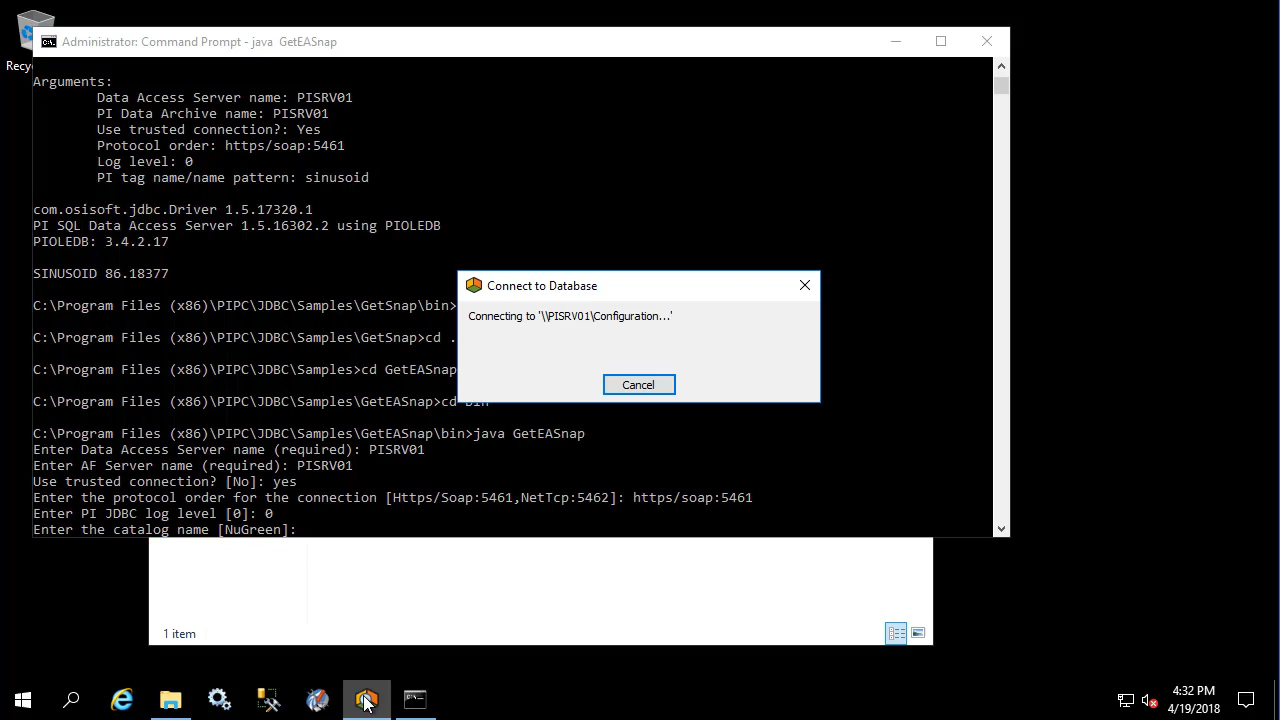 Recy
Administrator: Command Prompt - java  GetEASnap
Arguments:
Data Access Server name: PISRV01
PI Data Archive name: PISRV01
Use trusted connection?: Yes
Protocol order: https/soap:5461
Log level: 0
PI tag name/name pattern: sinusoid
com.osisoft.jdbc.Driver 1.5.17320.1
PI SQL Data Access Server 1.5.16302.2 using PIOLEDB
PIOLEDB: 3.4.2.17
SINUSOID 86.18377
C:\Program Files (x86)\PIPC\JDBC\Samples\GetSnap\bin>
C:\Program Files (x86)\PIPC\JDBC\Samples\GetSnap>cd .
C:\Program Files (x86)\PIPC\JDBC\Samples>cd GetEASnap
C:\Program Files (x86)\PIPC\JDBC\Samples\GetEASnap>cd bin
C:\Program Files (x86)\PIPC\JDBC\Samples\GetEASnap\bin>java GetEASnap
Enter Data Access Server name (required): PISRV01
Enter AF Server name (required): PISRV01
Use trusted connection? [No]: yes
Enter the protocol order for the connection [Https/Soap:5461,NetTcp:5462]: https/soap:5461
Enter PI JDBC log level [0]: 0
Enter the catalog name [NuGreen]:
Connect to Database
Connecting to '\\PISRV01\Configuration...'
Cancel
1 item
4:32 PM
4/19/2018